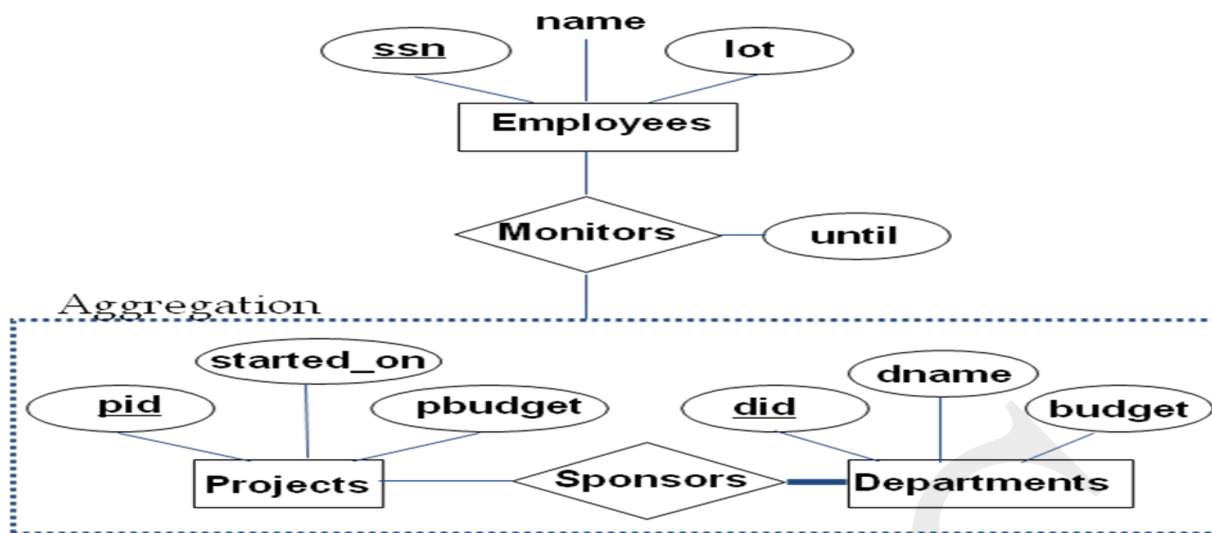 name
ssn
lot
Employees
Monitors
until
Aggregation
started_on
dname
pid
pbudget
did
budget
Projects
Sponsors
Departments